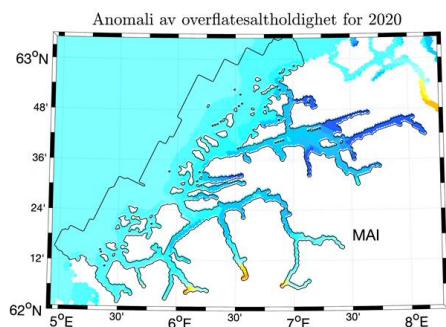 Anomali av overflatesaltholdighet for 2020
63°N
48'
36'
24'
12'
62°N
MAI
5°E 30' 6°E 30' 7°E 30' 8°E